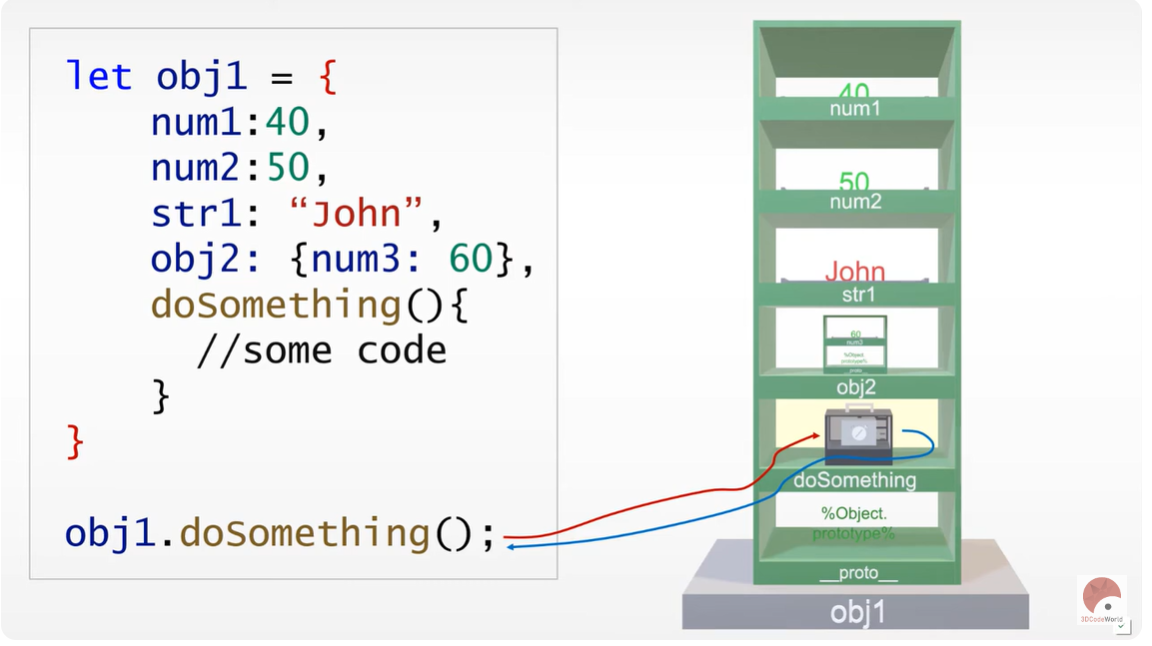 let obj1 = {
num1:40,
num2:50,
str1: “John”,
obj2: {num3: 60},
doSomething(){
//some code
}
}
obj1.doSomething();
40
num1
50
num2
John
str1
60
num3
%Object.
prototype%
__proto__
obj2
doSomething
%Object.
prototype%
__proto__
obj1
3DCodeWorld